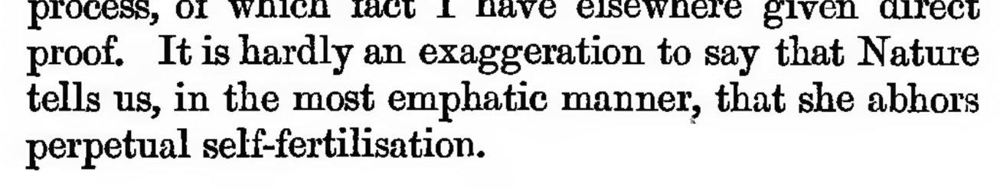 process, of which fact I have elsewhere given direct
proof. It is hardly an exaggeration to say that Nature
tells us, in the most emphatic manner, that she abhors
perpetual self-fertilisation.